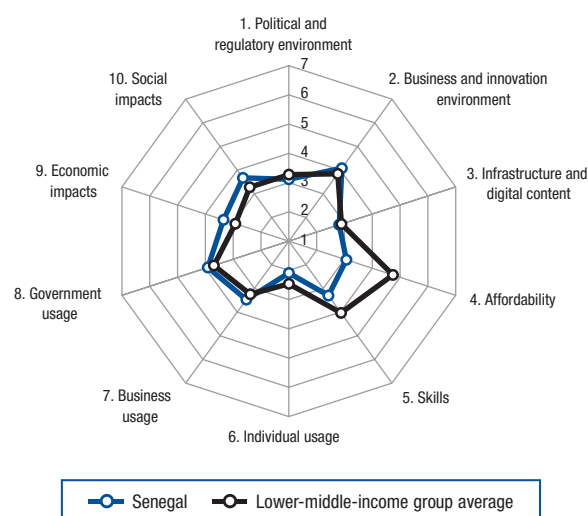 1. Political and
regulatory environment
7
6
5
4
3
2
1
2. Business and innovation
environment
3. Infrastructure and
digital content
4. Affordability
5. Skills
6. Individual usage
7. Business
usage
8. Government
usage
9. Economic
impacts
10. Social
impacts
Senegal
Lower-middle-income group average